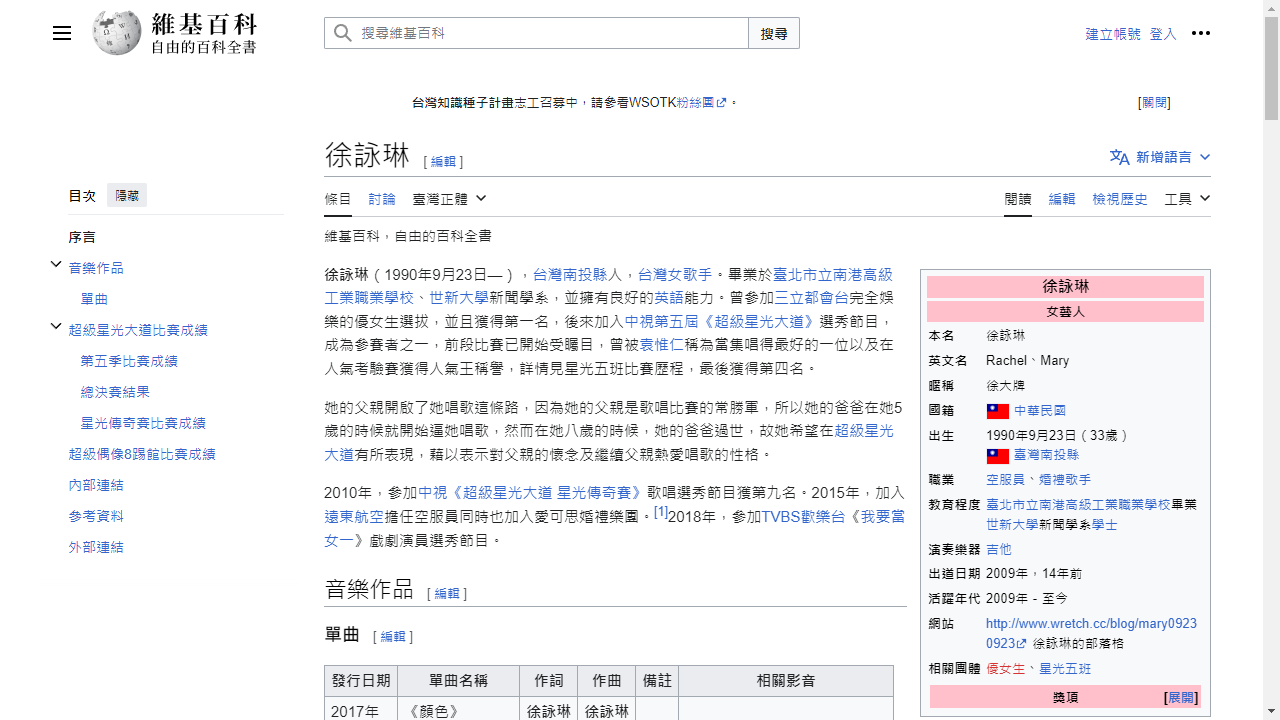 維基百科
自由的百科全書
搜尋維基百科
搜尋
建立帳號 登入
台灣知識種子計畫志工召募中，請參看WSOTK粉絲團。
[關閉]
徐詠琳 [ 編輯 ]
新增語言
目次 隱藏
序言
音樂作品
單曲
超級星光大道比賽成績
第五季比賽成績
總決賽結果
星光傳奇賽比賽成績
超級偶像8踢館比賽成績
內部連結
參考資料
外部連結
條目 討論 臺灣正體
閱讀 編輯 檢視歷史 工具
維基百科，自由的百科全書
徐詠琳（1990年9月23日—），台灣南投縣人，台灣女歌手。畢業於臺北市立南港高級
工業職業學校、世新大學新聞學系，並擁有良好的英語能力。曾參加三立都會台完全娛
樂的優女生選拔，並且獲得第一名，後來加入中視第五屆《超級星光大道》選秀節目，
成為參賽者之一，前段比賽已開始受矚目，曾被袁惟仁稱為當集唱得最好的一位以及在
人氣考驗賽獲得人氣王稱譽，詳情見星光五班比賽歷程，最後獲得第四名。
她的父親開啟了她唱歌這條路，因為她的父親是歌唱比賽的常勝軍，所以她的爸爸在她5
歲的時候就開始逼她唱歌，然而在她八歲的時候，她的爸爸過世，故她希望在超級星光
大道有所表現，藉以表示對父親的懷念及繼續父親熱愛唱歌的性格。
2010年，參加中視《超級星光大道 星光傳奇賽》歌唱選秀節目獲第九名。2015年，加入
遠東航空擔任空服員同時也加入愛可思婚禮樂團。[1]2018年，參加TVBS歡樂台《我要當
女一》戲劇演員選秀節目。
音樂作品 [ 編輯 ]
單曲 [ 編輯 ]
發行日期 單曲名稱 作詞 作曲 備註 相關影音
2017年 《顏色》 徐詠琳 徐詠琳
徐詠琳
女藝人
本名 徐詠琳
英文名 Rachel、Mary
暱稱 徐大牌
國籍 中華民國
出生 1990年9月23日（33歲）
臺灣南投縣
職業 空服員、婚禮歌手
教育程度 臺北市立南港高級工業職業學校畢業
世新大學新聞學系學士
演奏樂器 吉他
出道日期 2009年，14年前
活躍年代 2009年 - 至今
網站 http://www.wretch.cc/blog/mary0923
0923 徐詠琳的部落格
相關團體 優女生、星光五班
獎項 [展開]